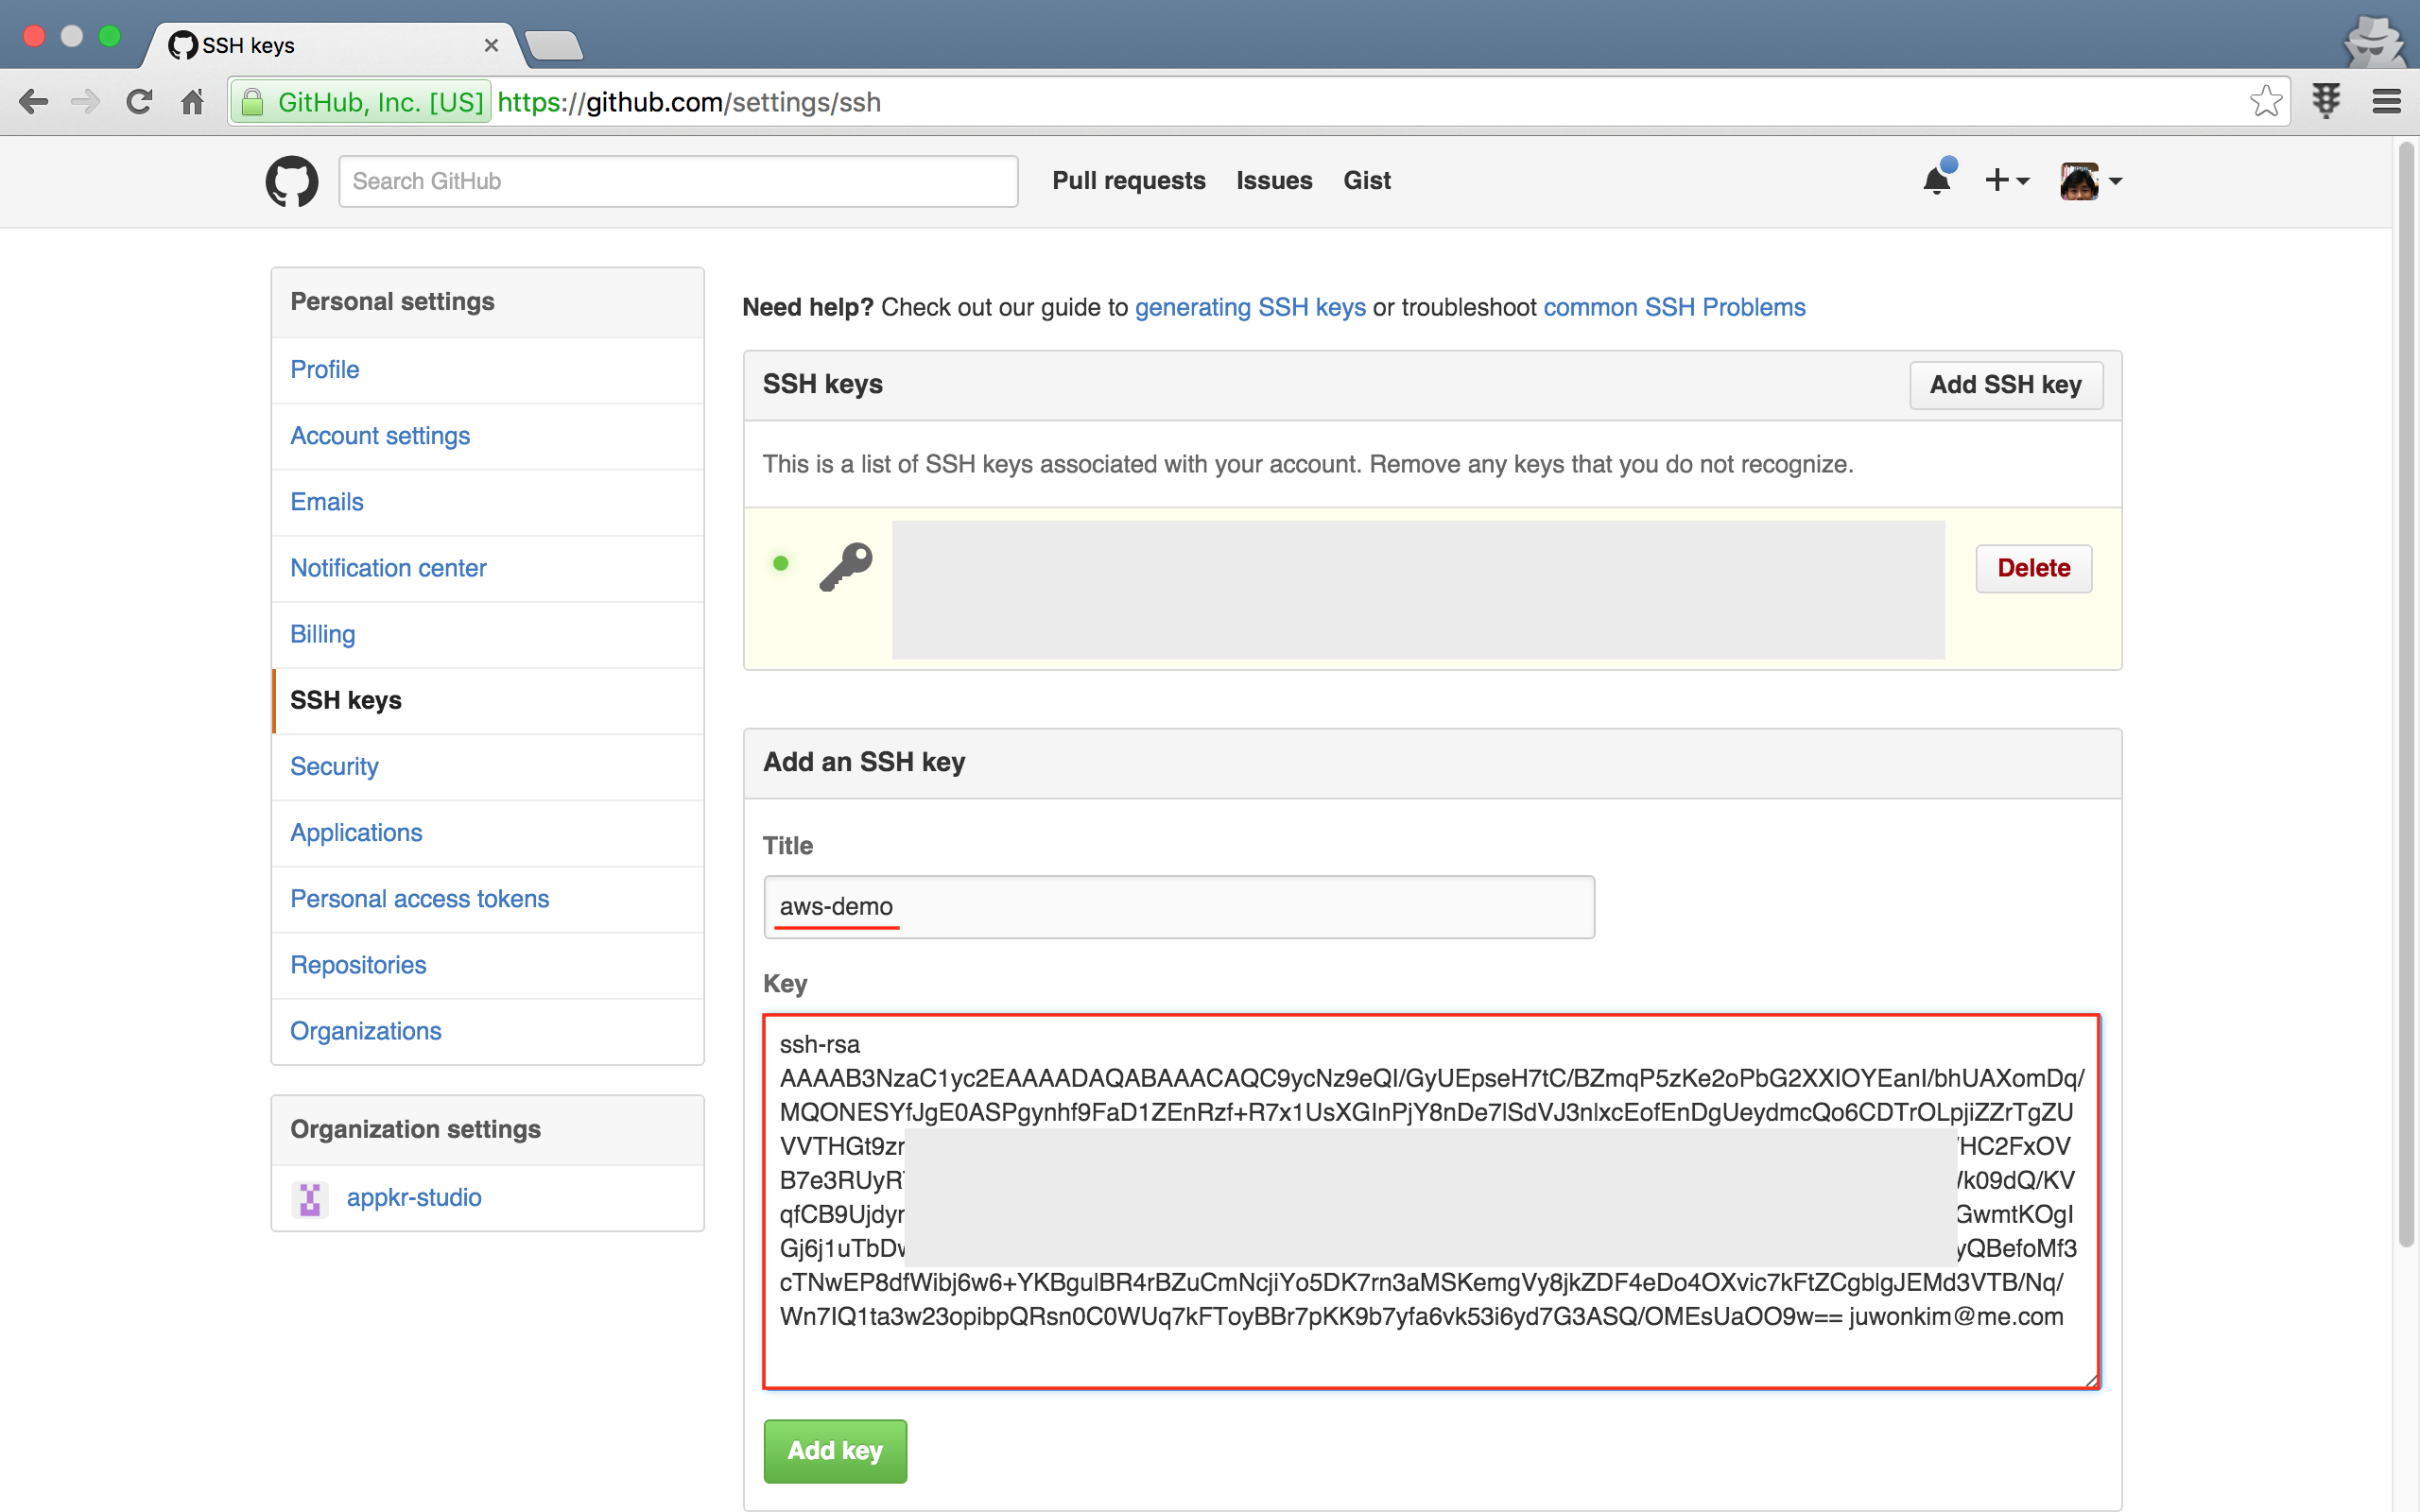 SSH keys
GitHub, Inc. [US] https://github.com/settings/ssh
Search GitHub
Pull requests Issues Gist
Personal settings
Profile
Account settings
Emails
Notification center
Billing
SSH keys
Security
Applications
Personal access tokens
Repositories
Organizations
Organization settings
appkr-studio
Need help? Check out our guide to generating SSH keys or troubleshoot common SSH Problems
SSH keys
Add SSH key
This is a list of SSH keys associated with your account. Remove any keys that you do not recognize.
Delete
Add an SSH key
Title
aws-demo
Key
ssh-rsa
AAAAB3NzaC1yc2EAAAADAQABAAACAQC9ycNz9eQI/GyUEpseH7tC/BZmqP5zKe2oPbG2XXIOYEanI/bhUAXomDq/
MQONESYfJgE0ASPgynhf9FaD1ZEnRzf+R7x1UsXGInPjY8nDe7lSdVJ3nlxcEofEnDgUeydmcQo6CDTrOLpjiZZrTgZU
VVTHGt9zr HC2FxOV
B7e3RUyR k09dQ/KV
qfCB9Ujdyr GwmtKOgI
Gj6j1uTbDv yQBefoMf3
cTNwEP8dfWibj6w6+YKBgulBR4rBZuCmNcjiYo5DK7rn3aMSKemgVy8jkZDF4eDo4OXvic7kFtZCgblgJEMd3VTB/Nq/
Wn7IQ1ta3w23opibpQRsn0C0WUq7kFToyBBr7pKK9b7yfa6vk53i6yd7G3ASQ/OMEsUaOO9w== juwonkim@me.com
Add key